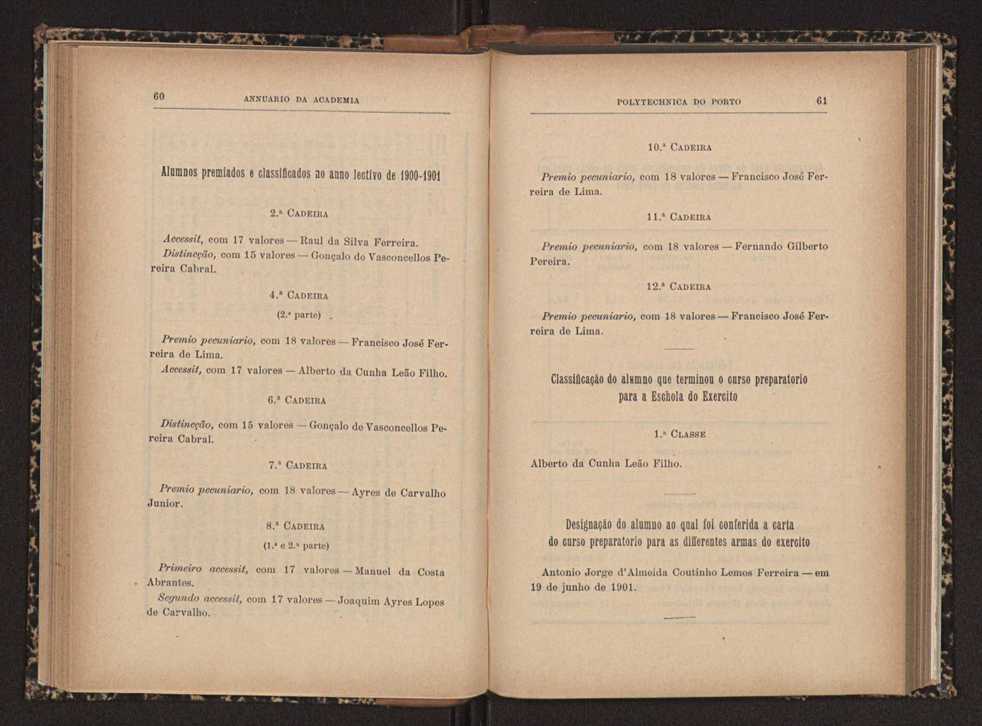 60
ANNUARIO DA ACADEMIA
Alumnos premiados e classificados no anno lectivo de 1900-1901
2.ª CADEIRA
Accessit, com 17 valores — Raul da Silva Ferreira.
Distincção, com 15 valores — Gonçalo de Vasconcellos Pe-
reira Cabral.
4.ª CADEIRA
(2.ª parte)
Premio pecuniario, com 18 valores — Francisco José Fer-
reira de Lima.
Accessit, com 17 valores — Alberto da Cunha Leão Filho.
6.ª CADEIRA
Distincção, com 15 valores — Gonçalo de Vasconcellos Pe-
reira Cabral.
7.ª CADEIRA
Premio pecuniario, com 18 valores — Ayres de Carvalho
Junior.
8.ª CADEIRA
(1.ª e 2.ª parte)
Primeiro accessit, com 17 valores — Manuel da Costa
Abrantes.
Segundo accessit, com 17 valores — Joaquim Ayres Lopes
de Carvalho.
POLYTECHNICA DO PORTO
61
10.ª CADEIRA
Premio pecuniario, com 18 valores — Francisco José Fer-
reira de Lima.
11.ª CADEIRA
Premio pecuniario, com 18 valores — Fernando Gilberto
Pereira.
12.ª CADEIRA
Premio pecuniario, com 18 valores — Francisco José Fer-
reira de Lima.
Classificação do alumno que terminou o curso preparatorio
para a Eschola do Exercito
1.ª CLASSE
Alberto da Cunha Leão Filho.
Designação do alumno ao qual foi conferida a carta
do curso preparatorio para as differentes armas do exercito
Antonio Jorge d'Almeida Coutinho Lemos Ferreira — em
19 de junho de 1901.